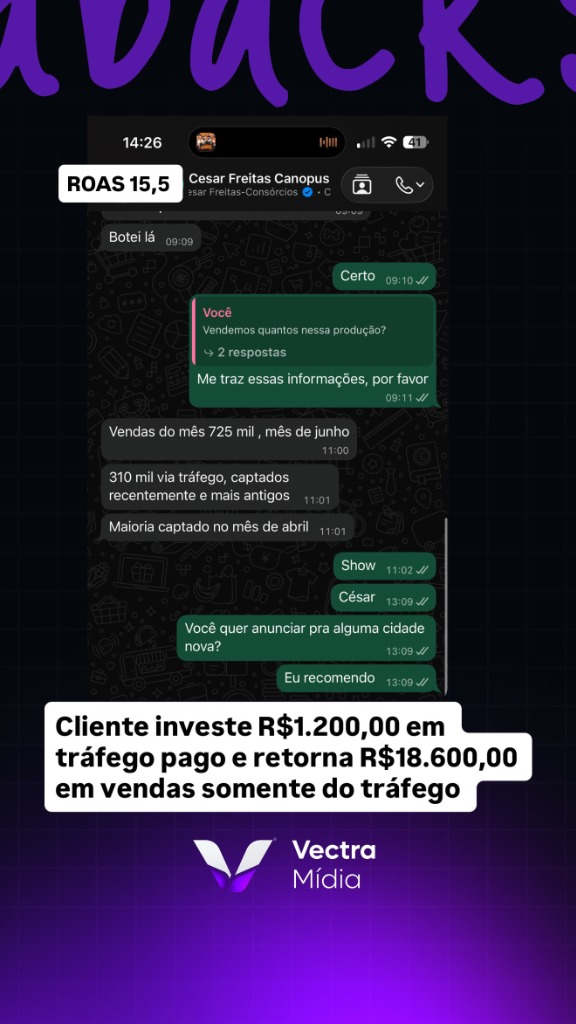 14:26
41
ROAS 15,5
Cesar Freitas Canopus
esar Freitas-Consórcios • C
Botei lá 09:09
Certo 09:10
Você
Vendemos quantos nessa produção?
2 respostas
Me traz essas informações, por favor
09:11
Vendas do mês 725 mil , mês de junho
11:00
310 mil via tráfego, captados
recentemente e mais antigos 11:01
Maioria captado no mês de abril 11:01
Show 11:02
César 13:09
Você quer anunciar pra alguma cidade
nova? 13:09
Eu recomendo 13:09
Cliente investe R$1.200,00 em
tráfego pago e retorna R$18.600,00
em vendas somente do tráfego
Vectra
Mídia